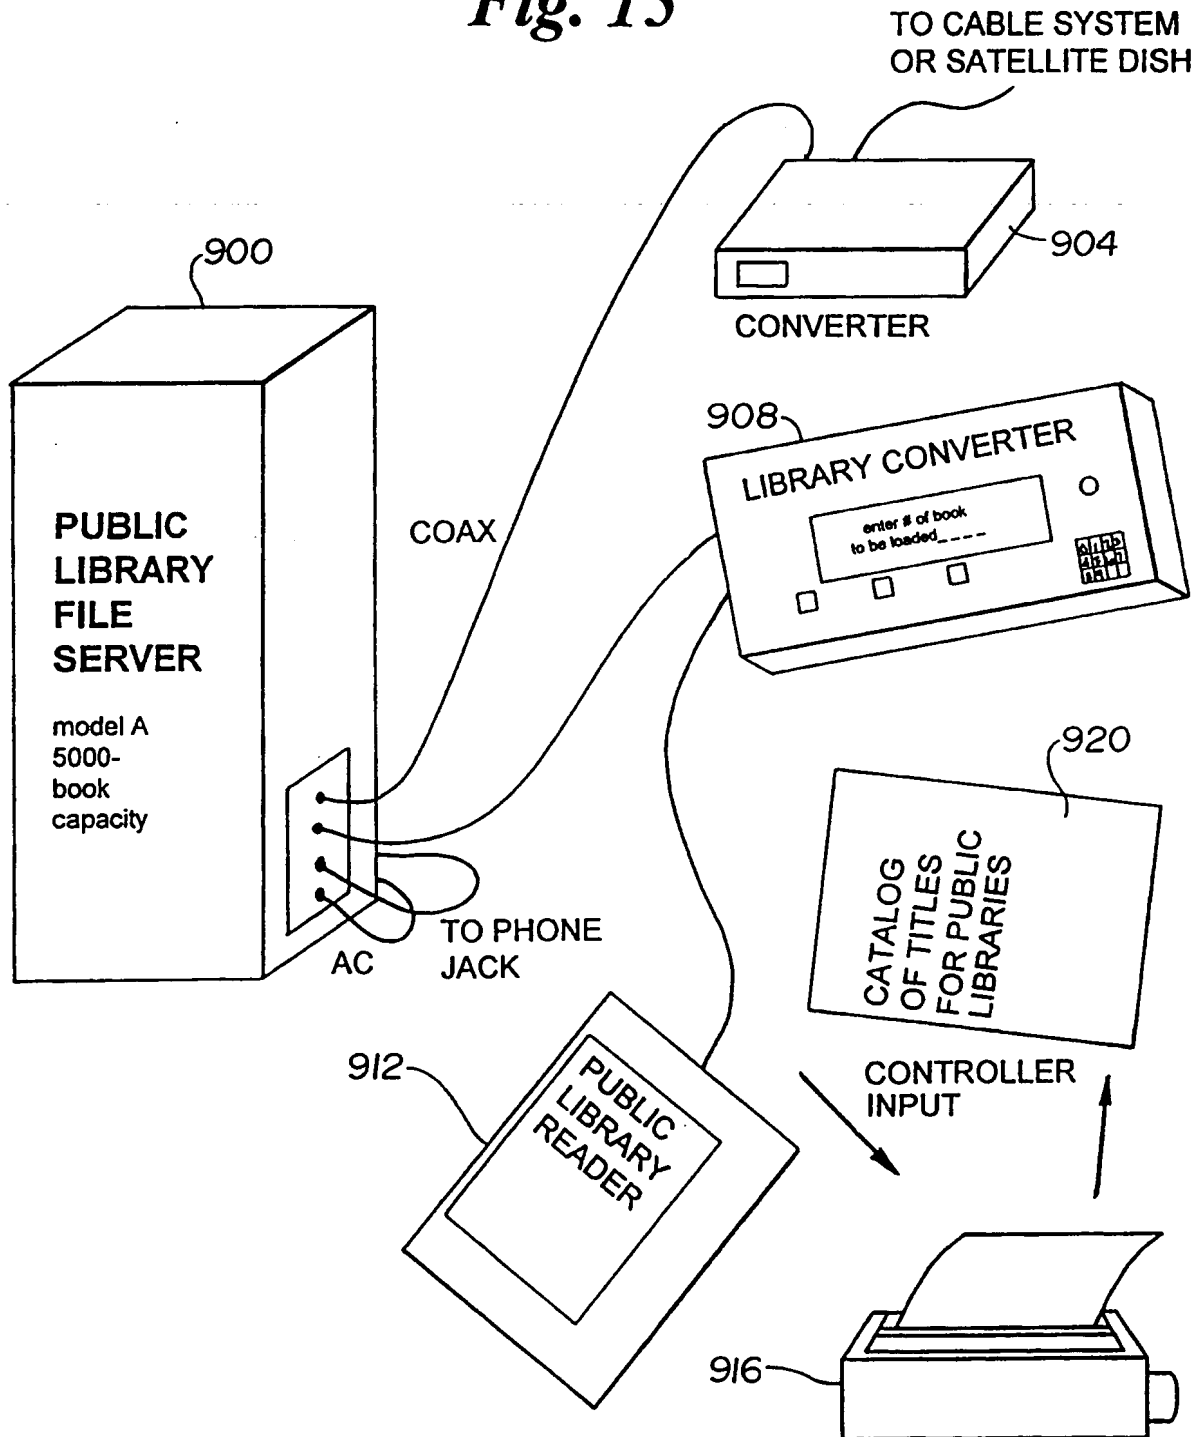 Fig. 15
TO CABLE SYSTEM
OR SATELLITE DISH
900
904
CONVERTER
908
LIBRARY CONVERTER
enter # of book
to be loaded_ _ _ _
PUBLIC
LIBRARY
FILE
SERVER
model A
5000-
book
capacity
COAX
AC
TO PHONE
JACK
920
CATALOG
OF TITLES
FOR PUBLIC
LIBRARIES
CONTROLLER
INPUT
912
PUBLIC
LIBRARY
READER
916